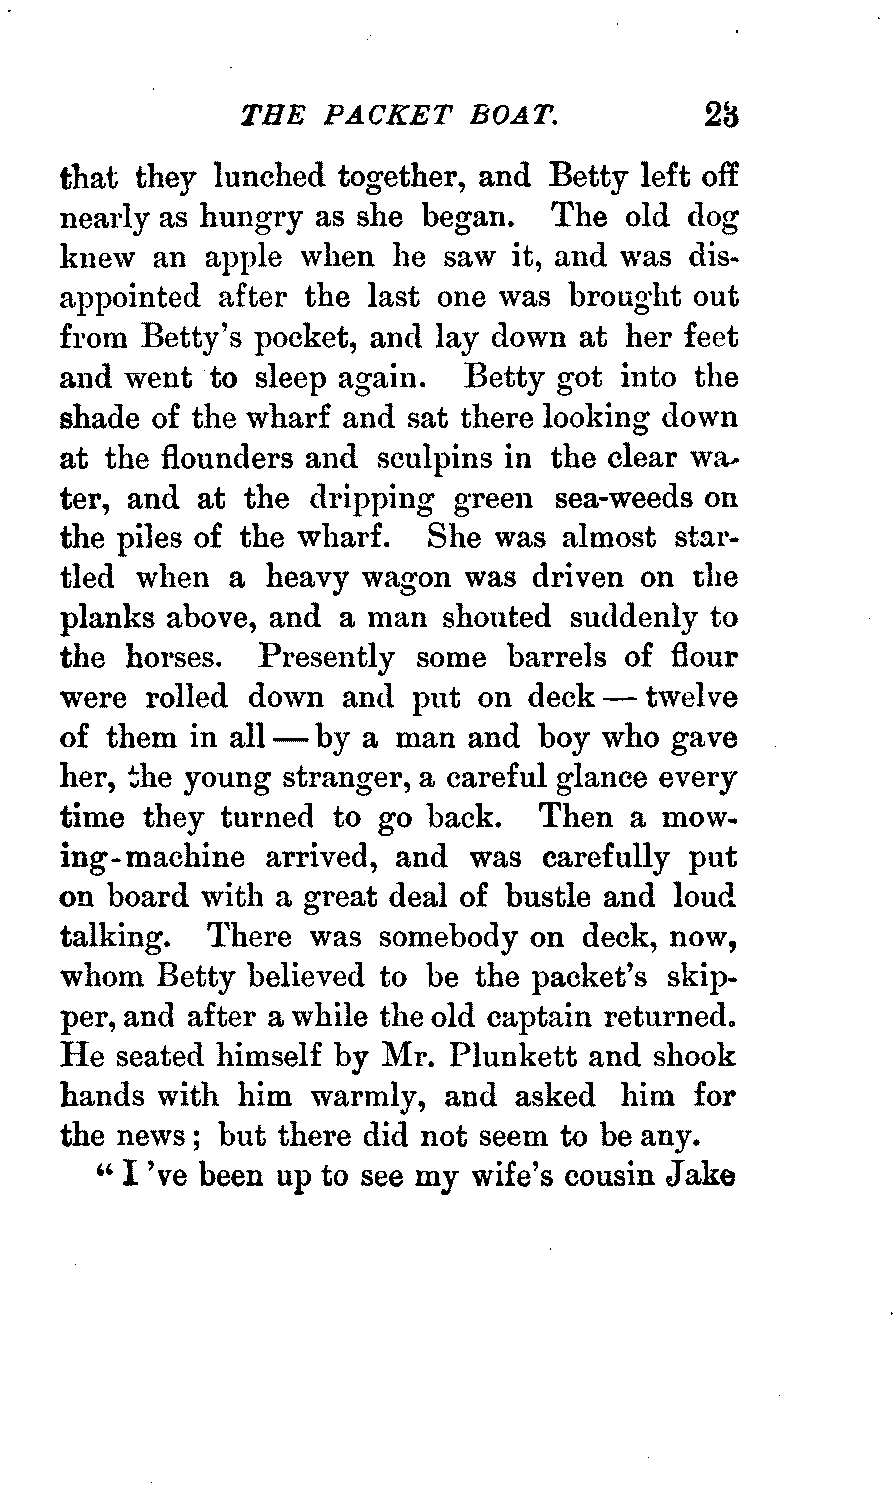 THE PACKET BOAT. 23
that they lunched together, and Betty left off
nearly as hungry as she began. The old dog
knew an apple when he saw it, and was dis-
appointed after the last one was brought out
from Betty's pocket, and lay down at her feet
and went to sleep again. Betty got into the
shade of the wharf and sat there looking down
at the flounders and sculpins in the clear wa-
ter, and at the dripping green sea-weeds on
the piles of the wharf. She was almost star-
tled when a heavy wagon was driven on the
planks above, and a man shouted suddenly to
the horses. Presently some barrels of flour
were rolled down and put on deck — twelve
of them in all — by a man and boy who gave
her, the young stranger, a careful glance every
time they turned to go back. Then a mow-
ing-machine arrived, and was carefully put
on board with a great deal of bustle and loud
talking. There was somebody on deck, now,
whom Betty believed to be the packet's skip-
per, and after a while the old captain returned.
He seated himself by Mr. Plunkett and shook
hands with him warmly, and asked him for
the news; but there did not seem to be any.
“I've been up to see my wife's cousin Jake